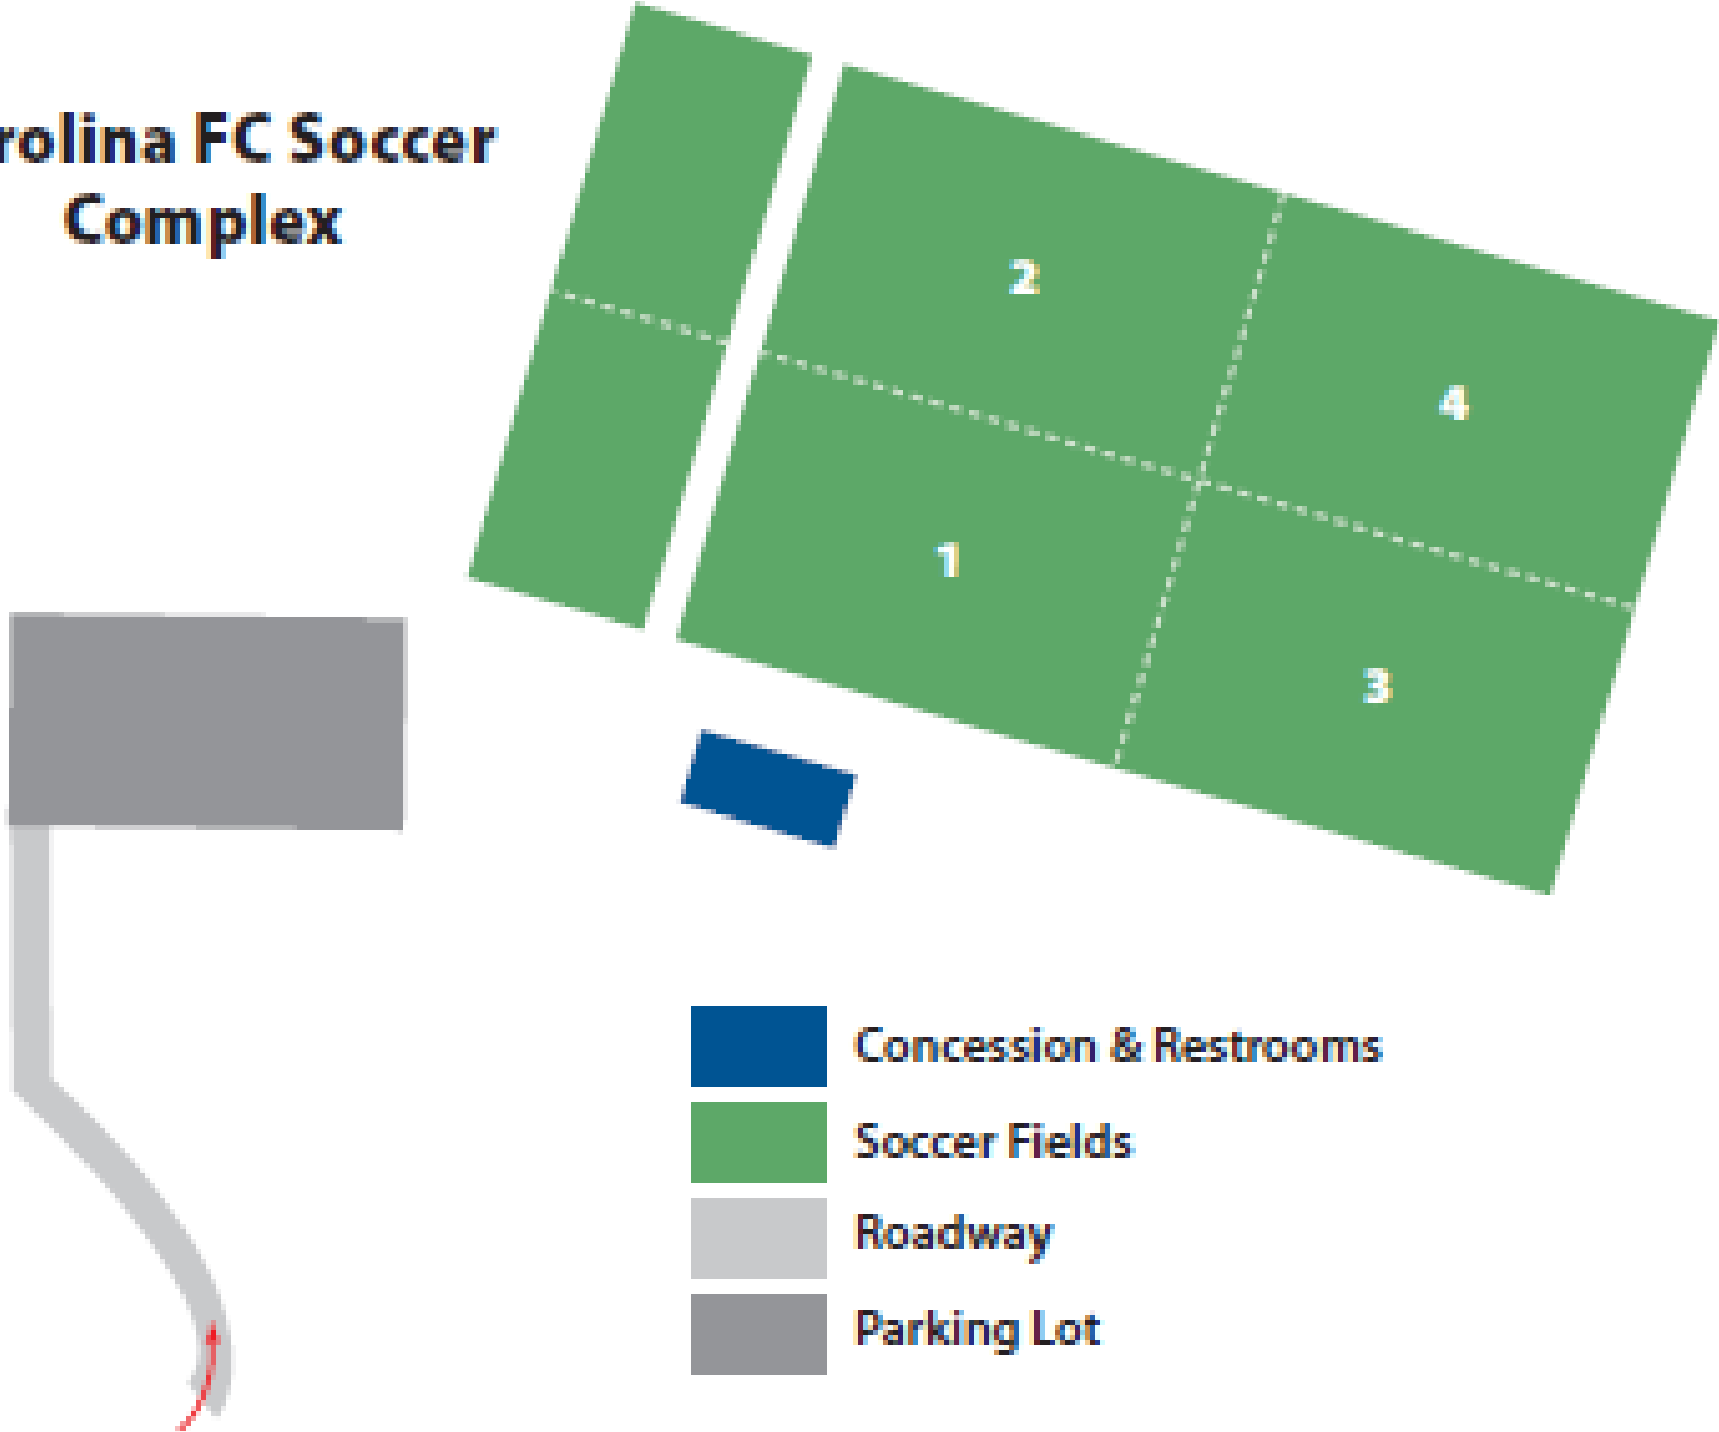 rolina FC Soccer
Complex
2
4
1
3
Concession & Restrooms
Soccer Fields
Roadway
Parking Lot